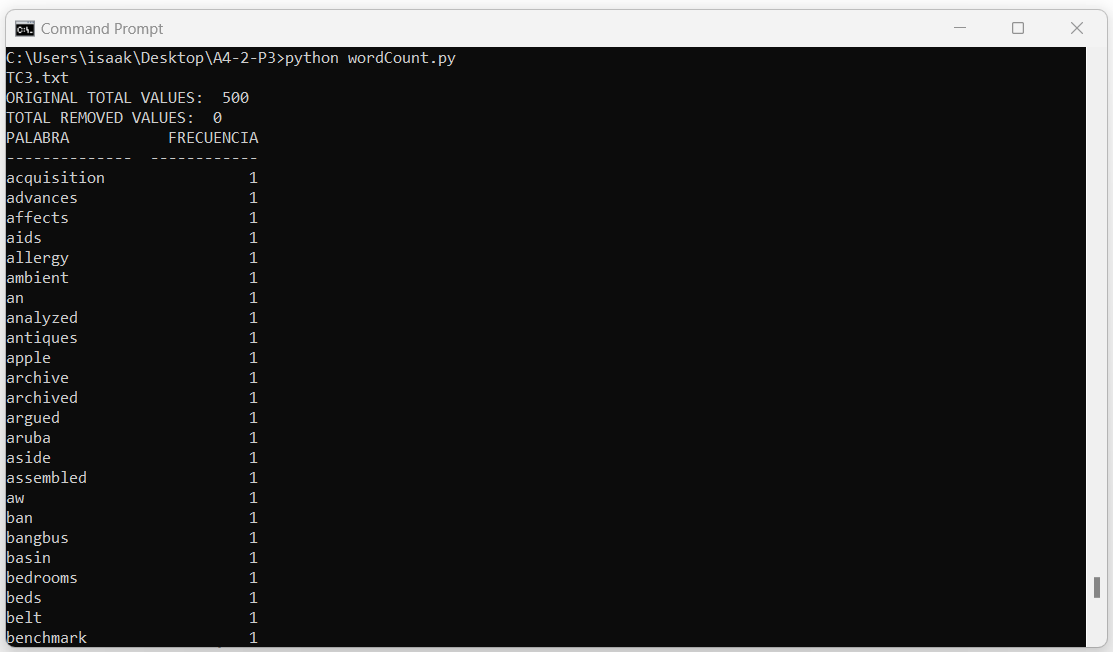 Command Prompt
C:\Users\isaak\Desktop\A4-2-P3>python wordCount.py
TC3.txt
ORIGINAL TOTAL VALUES:  500
TOTAL REMOVED VALUES:  0
PALABRA           FRECUENCIA
--------------  ------------
acquisition                1
advances                   1
affects                    1
aids                       1
allergy                    1
ambient                    1
an                         1
analyzed                   1
antiques                   1
apple                      1
archive                    1
archived                   1
argued                     1
aruba                      1
aside                      1
assembled                  1
aw                         1
ban                        1
bangbus                    1
basin                      1
bedrooms                   1
beds                       1
belt                       1
benchmark                  1